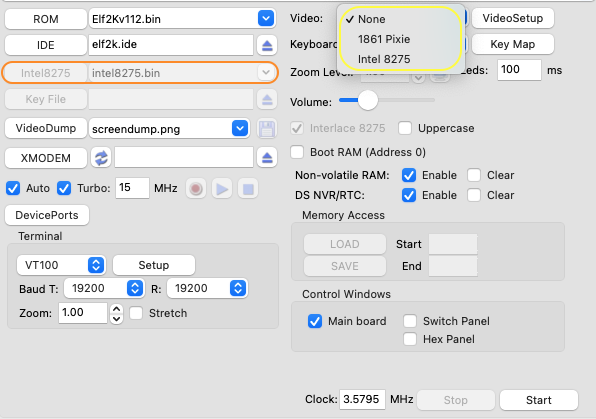 ROM Elf2Kv112.bin
IDE elf2k.ide
Intel8275 intel8275.bin
Key File
VideoDump screendump.png
XMODEM
Auto Turbo: 15 MHz
DevicePorts
Terminal
VT100 Setup
Baud T: 19200 R: 19200
Zoom: 1.00 Stretch
Video: ✓ None VideoSetup
1861 Pixie
Intel 8275
Keyboard Key Map
Zoom Level Leds: 100 ms
Volume:
Interlace 8275 Uppercase
Boot RAM (Address 0)
Non-volatile RAM: Enable Clear
DS NVR/RTC: Enable Clear
Memory Access
LOAD Start
SAVE End
Control Windows
Main board Switch Panel
Hex Panel
Clock: 3.5795 MHz Stop Start